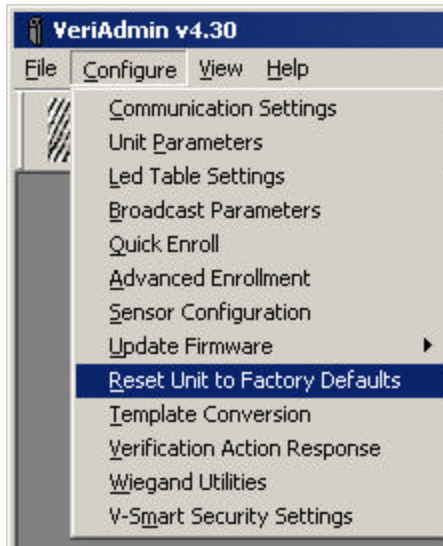 VeriAdmin v4.30
File Configure View Help
Communication Settings
Unit Parameters
Led Table Settings
Broadcast Parameters
Quick Enroll
Advanced Enrollment
Sensor Configuration
Update Firmware
Reset Unit to Factory Defaults
Template Conversion
Verification Action Response
Wiegand Utilities
V-Smart Security Settings